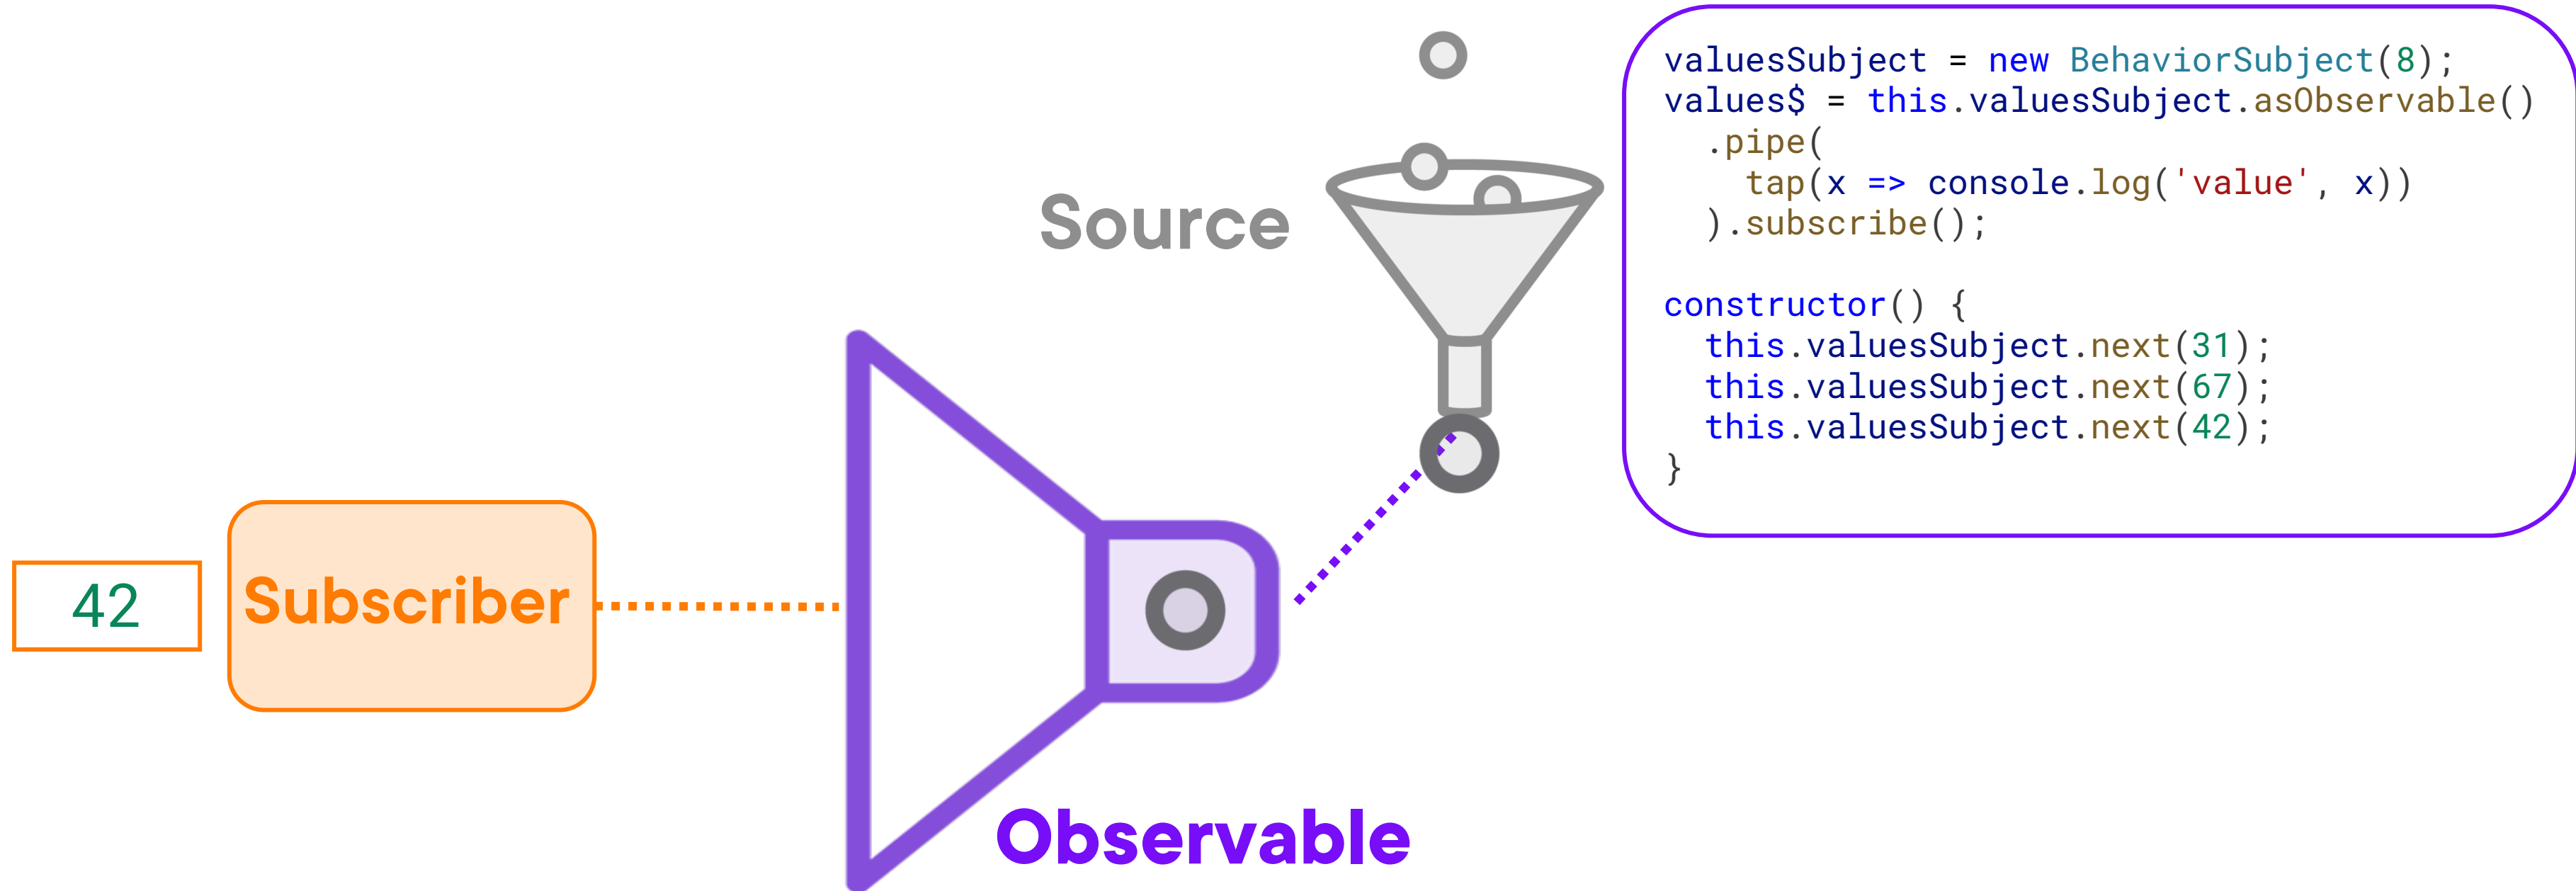 valuesSubject = new BehaviorSubject(8);
values$ = this.valuesSubject.asObservable()
  .pipe(
    tap(x => console.log('value', x))
  ).subscribe();

constructor() {
  this.valuesSubject.next(31);
  this.valuesSubject.next(67);
  this.valuesSubject.next(42);
}
Source
42
Subscriber
Observable